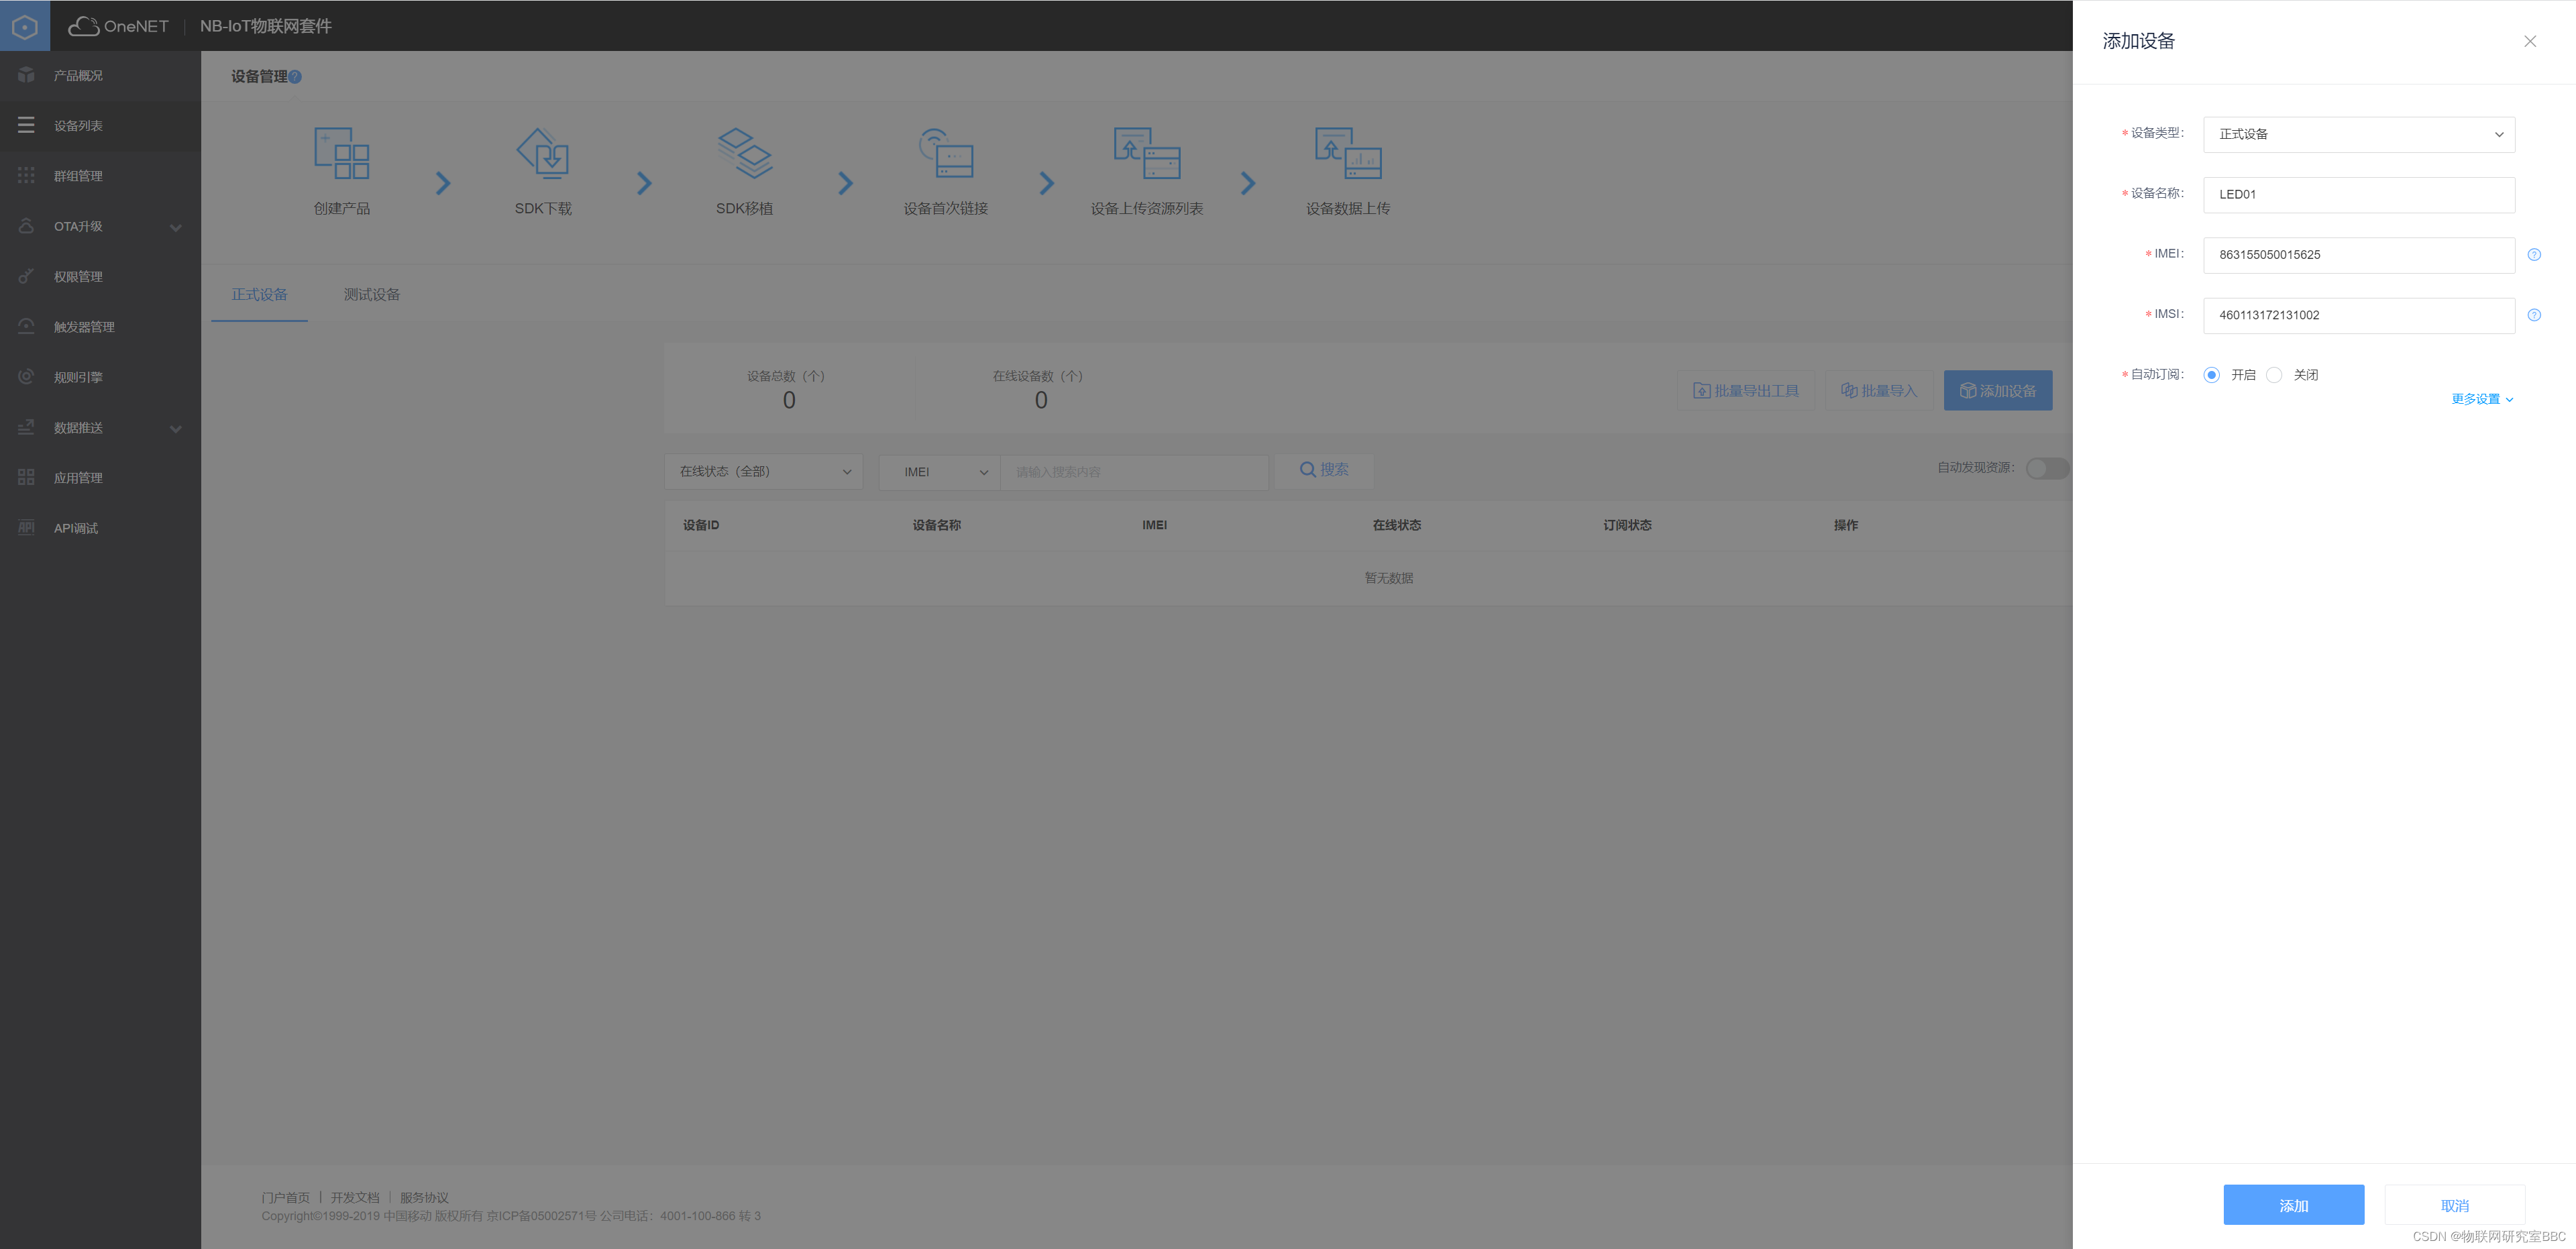 OneNET | NB-IoT物联网套件
产品概况
设备列表
群组管理
OTA升级
权限管理
触发器管理
规则引擎
数据推送
应用管理
API调试
设备管理?
创建产品
SDK下载
SDK移植
设备首次链接
设备上传资源列表
设备数据上传
正式设备
测试设备
设备总数（个）
0
在线设备数（个）
0
批量导出工具
批量导入
添加设备
在线状态（全部）
IMEI
请输入搜索内容
搜索
自动发现资源：
设备ID 设备名称 IMEI 在线状态 订阅状态 操作
暂无数据
门户首页 | 开发文档 | 服务协议
Copyright©1999-2019 中国移动 版权所有 京ICP备05002571号 公司电话：4001-100-866 转 3
添加设备
* 设备类型： 正式设备
* 设备名称： LED01
* IMEI： 863155050015625 ?
* IMSI： 460113172131002 ?
* 自动订阅： 开启 关闭
更多设置
添加
取消
CSDN @物联网研究室BBC